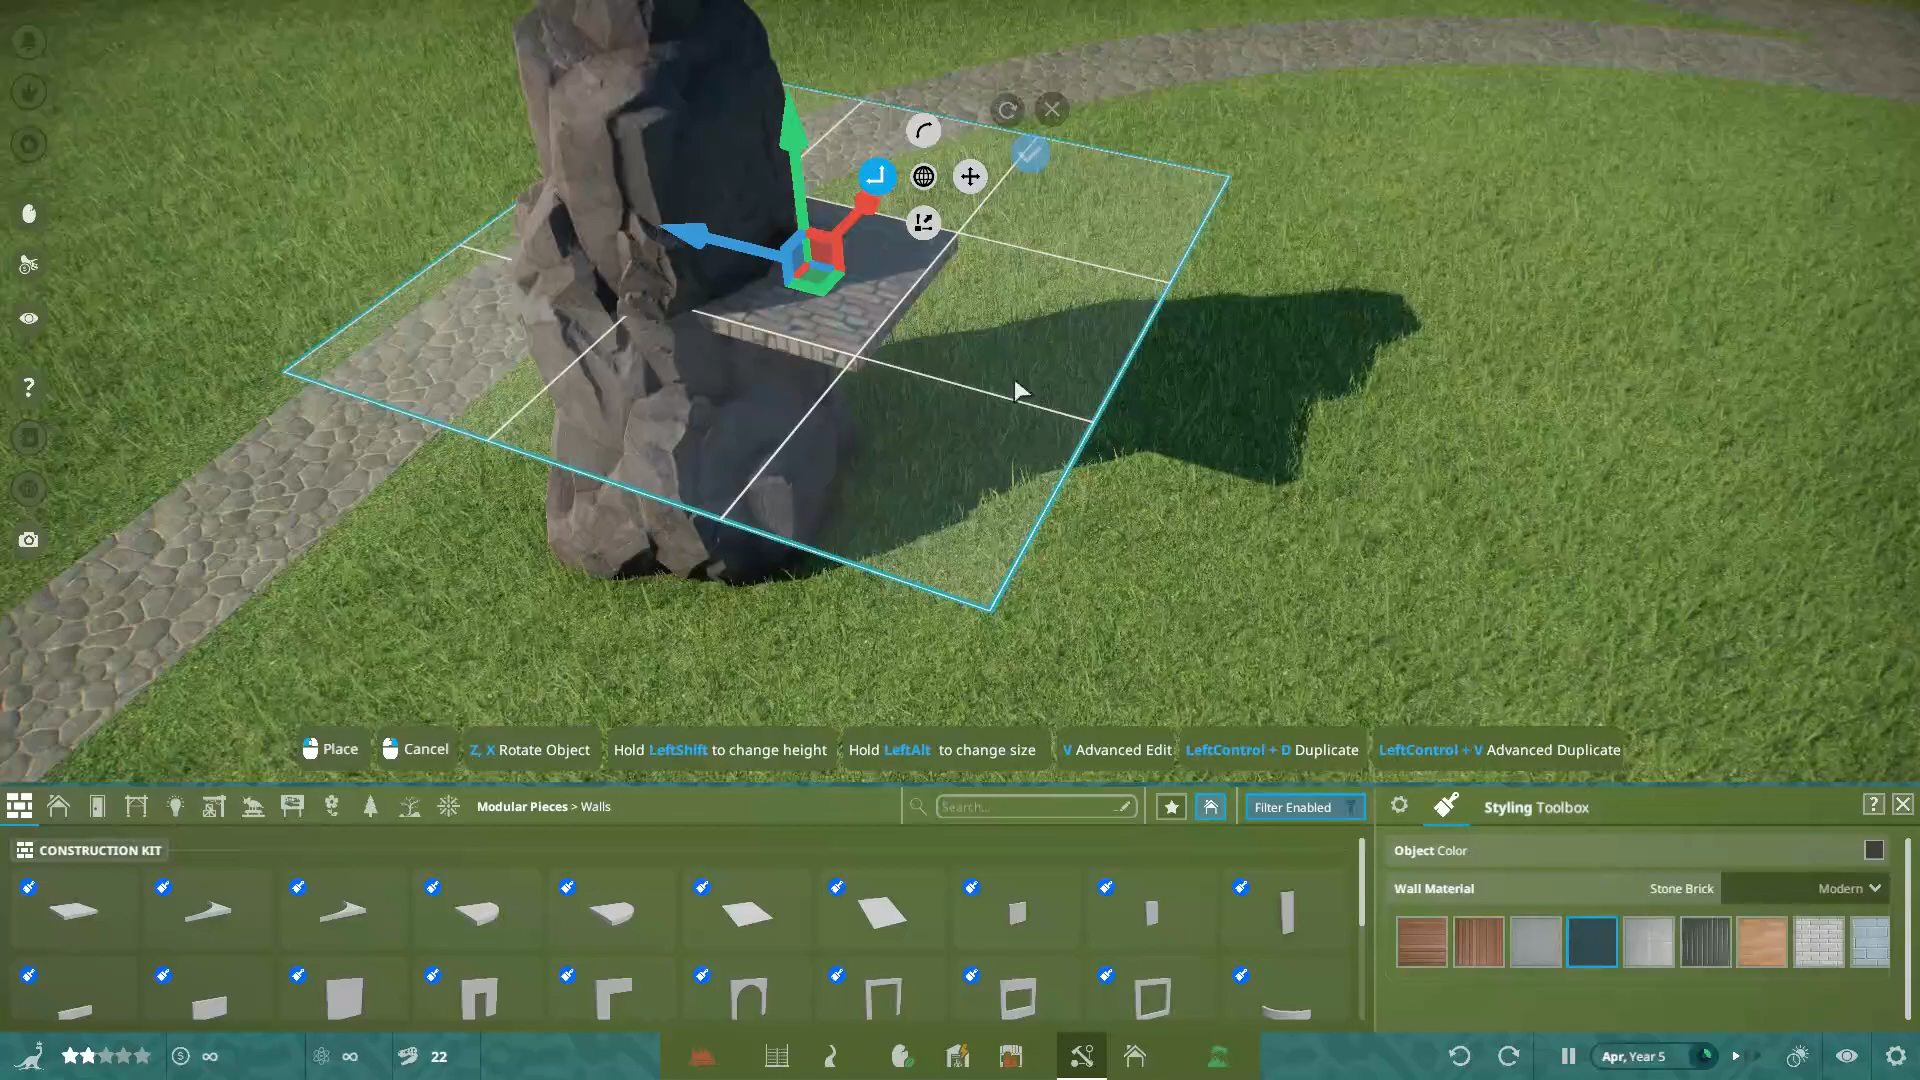 ?
Place
Cancel
Z, X Rotate Object
Hold LeftShift to change height
Hold LeftAlt to change size
V Advanced Edit
LeftControl + D Duplicate
LeftControl + V Advanced Duplicate
Modular Pieces > Walls
Search...
Filter Enabled
Styling Toolbox
?
CONSTRUCTION KIT
Object Color
Wall Material
Stone Brick
Modern
22
Apr, Year 5